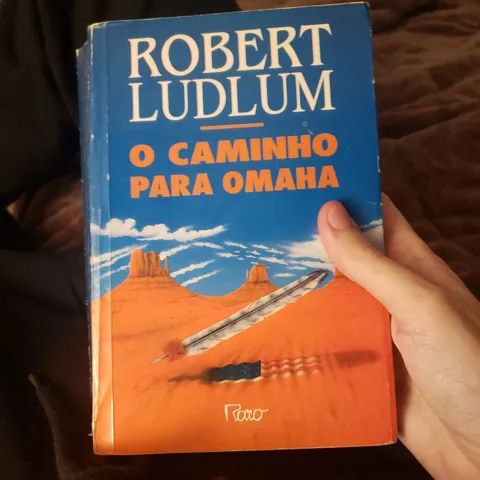 ROBERT
LUDLUM
O CAMINHO
PARA OMAHA
Rocco